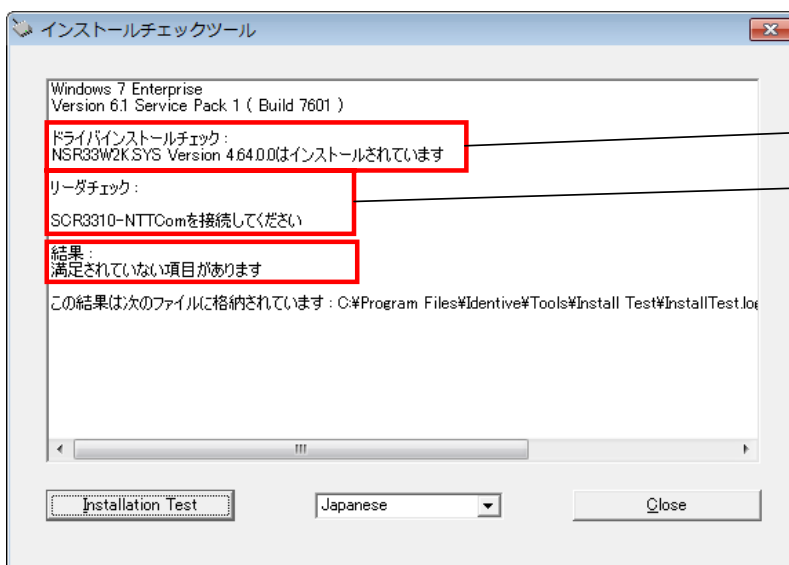 インストールチェックツール
Windows 7 Enterprise
Version 6.1 Service Pack 1 ( Build 7601 )
ドライバインストールチェック :
NSR33W2K.SYS Version 4.64.0.0はインストールされています
リーダチェック :
SCR3310-NTTComを接続してください
結果 :
満足されていない項目があります
この結果は次のファイルに格納されています : C:¥Program Files¥Identive¥Tools¥Install Test¥InstallTest.log
Installation Test
Japanese
Close